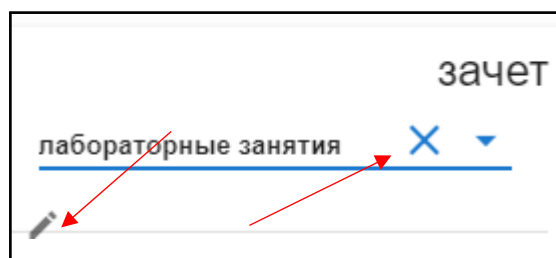 зачет
лабораторные занятия